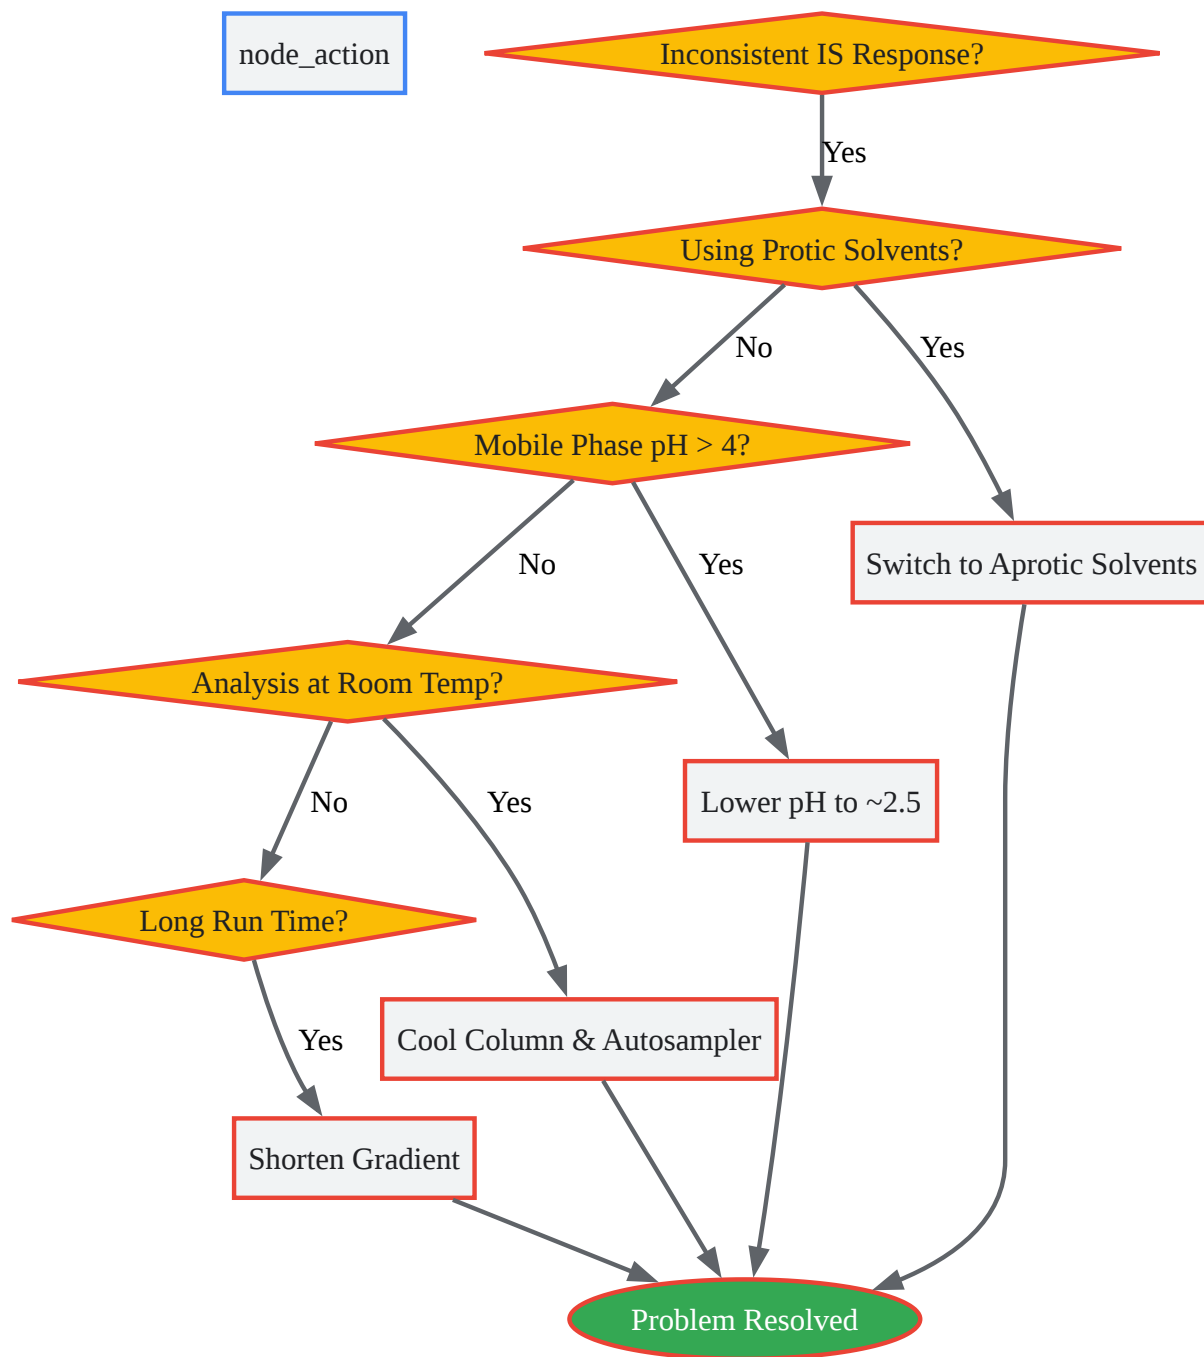 node_action
Inconsistent IS Response?
Yes
Using Protic Solvents?
No
Yes
Mobile Phase pH > 4?
No
Yes
Switch to Aprotic Solvents
Analysis at Room Temp?
No
Yes
Lower pH to ~2.5
Long Run Time?
Yes
Cool Column & Autosampler
Shorten Gradient
Problem Resolved